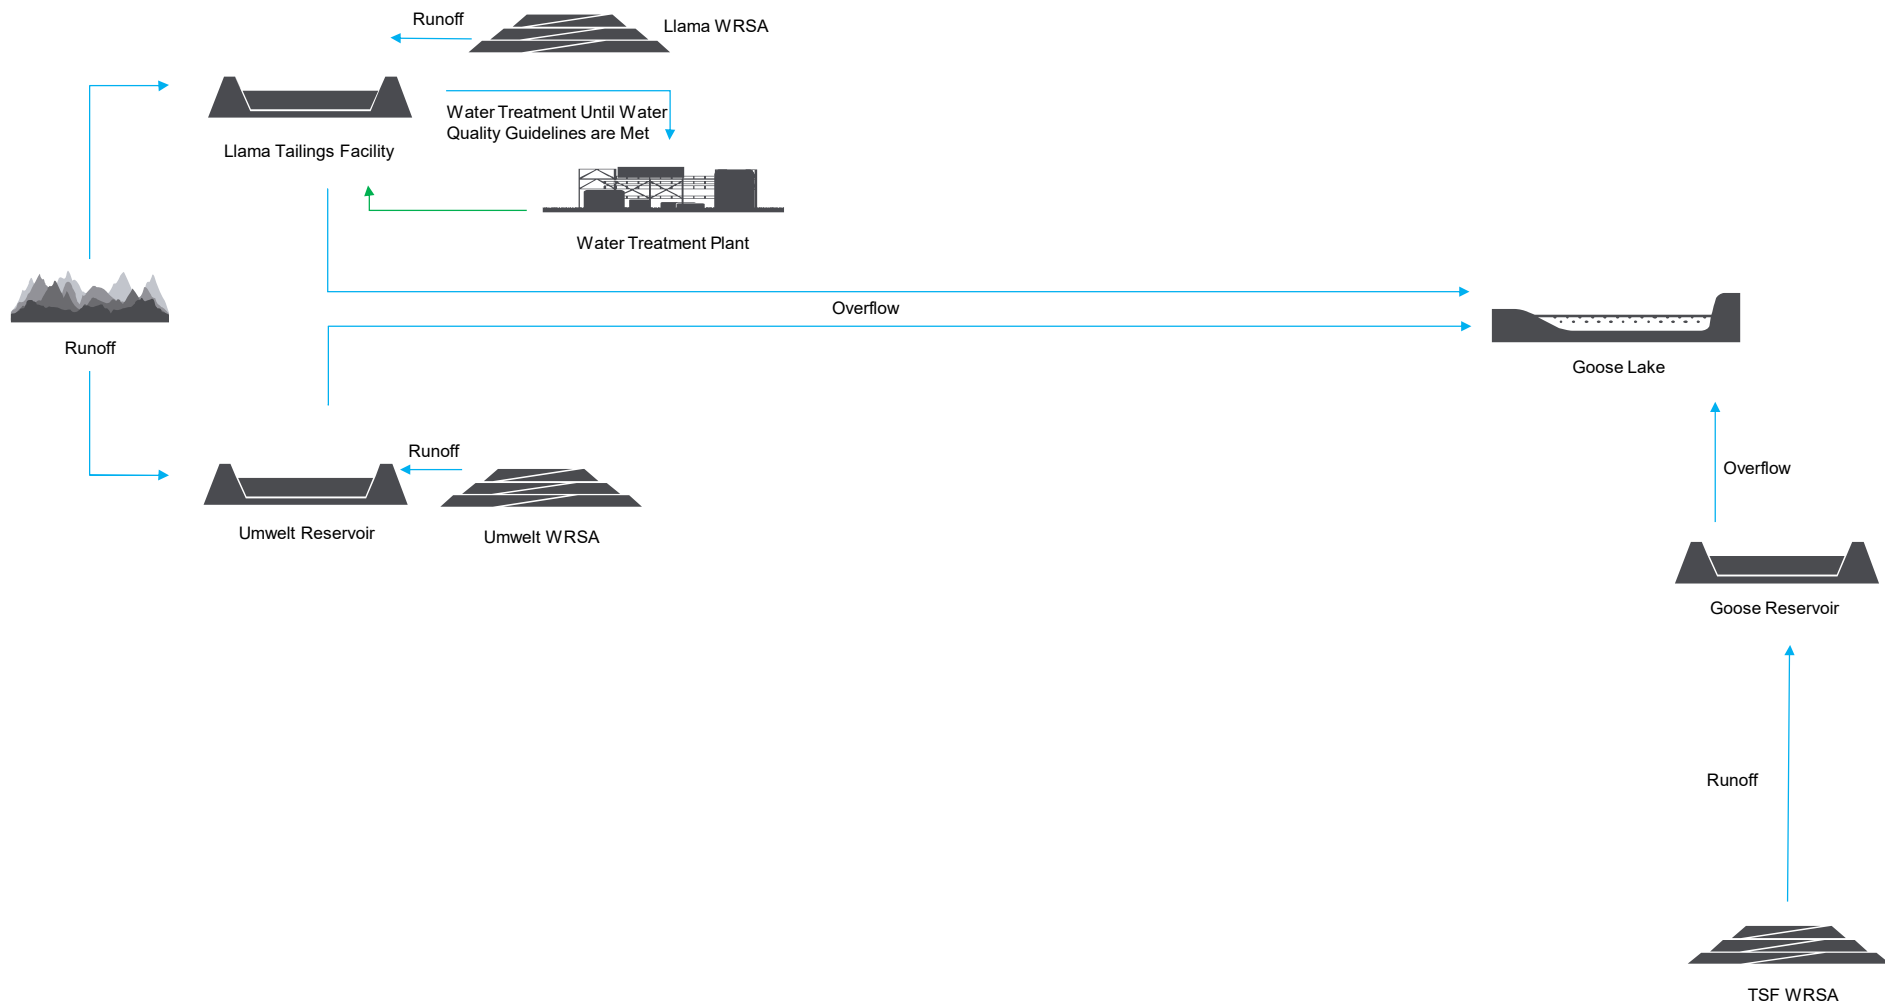 Runoff
Llama WRSA
Water Treatment Until Water
Quality Guidelines are Met
Llama Tailings Facility
Water Treatment Plant
Overflow
Runoff
Goose Lake
Runoff
Overflow
Umwelt Reservoir
Umwelt WRSA
Goose Reservoir
Runoff
TSF WRSA